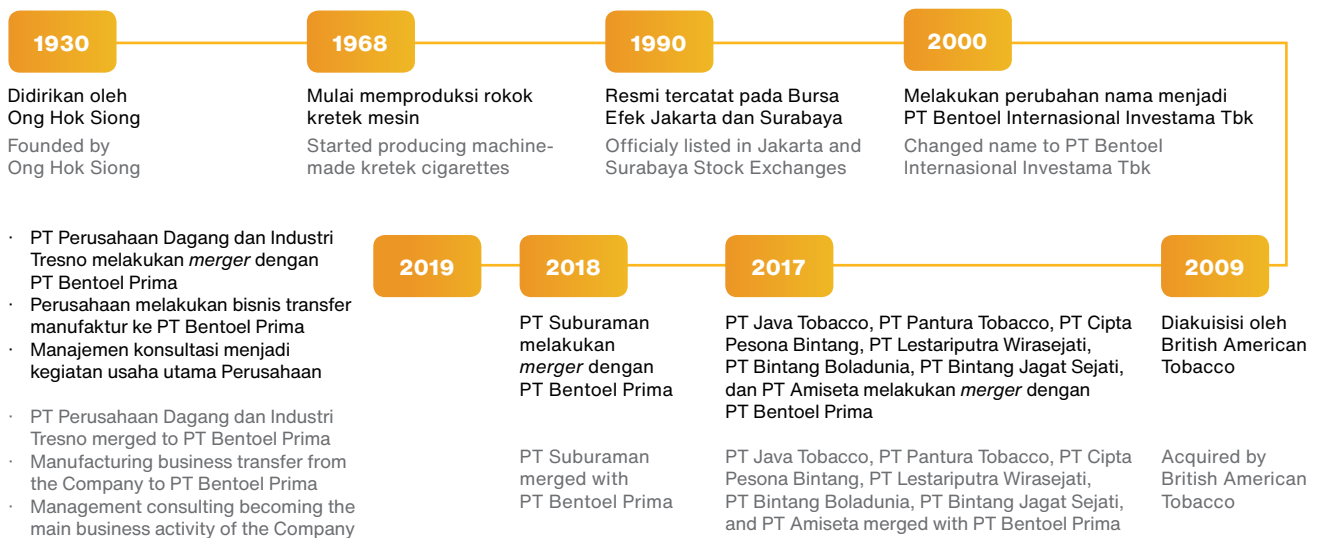 1930
Didirikan oleh
Ong Hok Siong
Founded by
Ong Hok Siong
1968
Mulai memproduksi rokok
kretek mesin
Started producing machine-
made kretek cigarettes
1990
Resmi tercatat pada Bursa
Efek Jakarta dan Surabaya
Officialy listed in Jakarta and
Surabaya Stock Exchanges
2000
Melakukan perubahan nama menjadi
PT Bentoel Internasional Investama Tbk
Changed name to PT Bentoel
Internasional Investama Tbk
2009
Diakuisisi oleh
British American
Tobacco
Acquired by
British American
Tobacco
2017
PT Java Tobacco, PT Pantura Tobacco, PT Cipta
Pesona Bintang, PT Lestariputra Wirasejati,
PT Bintang Boladunia, PT Bintang Jagat Sejati,
dan PT Amiseta melakukan merger dengan
PT Bentoel Prima
PT Java Tobacco, PT Pantura Tobacco, PT Cipta
Pesona Bintang, PT Lestariputra Wirasejati,
PT Bintang Boladunia, PT Bintang Jagat Sejati,
and PT Amiseta merged with PT Bentoel Prima
2018
PT Suburaman
melakukan
merger dengan
PT Bentoel Prima
PT Suburaman
merged with
PT Bentoel Prima
2019
· PT Perusahaan Dagang dan Industri
Tresno melakukan merger dengan
PT Bentoel Prima
· Perusahaan melakukan bisnis transfer
manufaktur ke PT Bentoel Prima
· Manajemen konsultasi menjadi
kegiatan usaha utama Perusahaan
· PT Perusahaan Dagang dan Industri
Tresno merged to PT Bentoel Prima
· Manufacturing business transfer from
the Company to PT Bentoel Prima
· Management consulting becoming the
main business activity of the Company